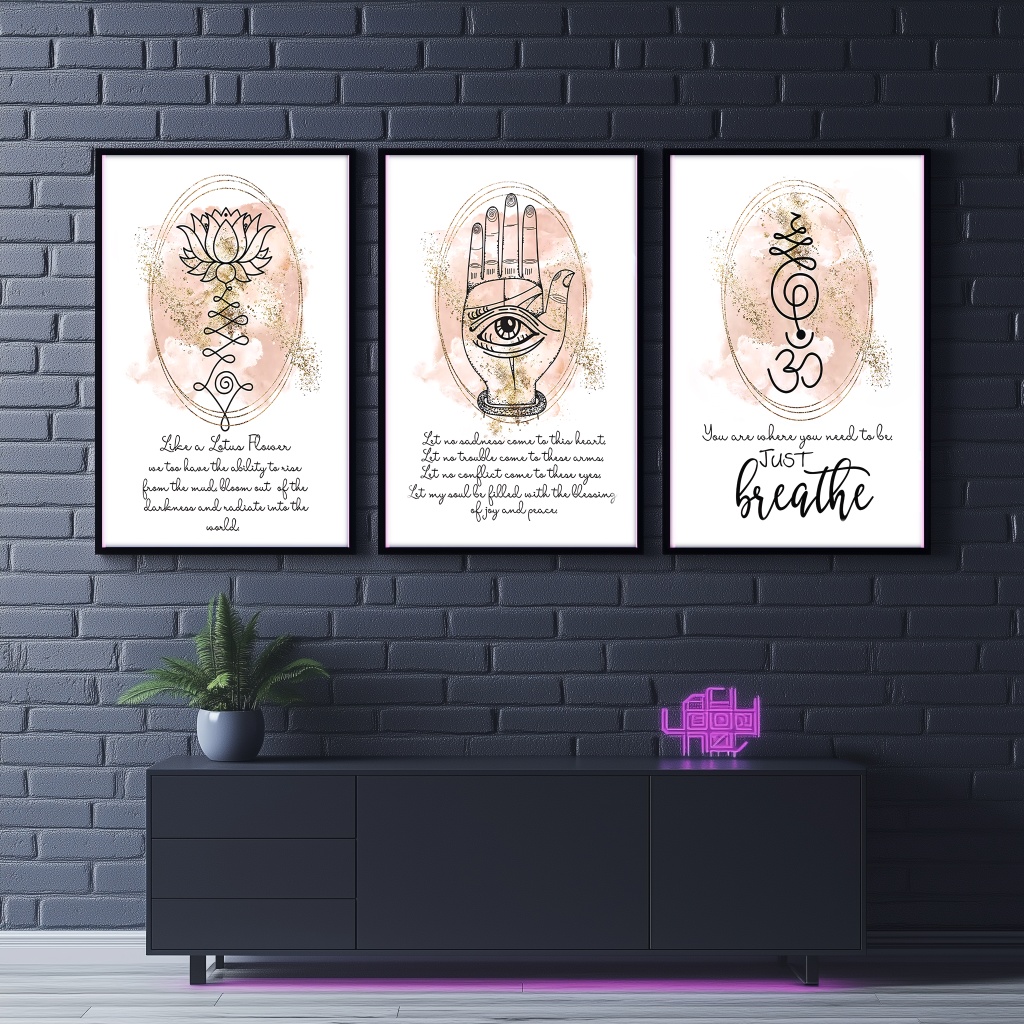 Like a Lotus Flower
we too have the ability to rise
from the mud, bloom out of the
darkness and radiate into the
world.
Let no sadness come to this heart.
Let no trouble come to these arms.
Let no conflict come to these eyes.
Let my soul be filled with the blessing
of joy and peace.
You are where you need to be.
JUST
breathe
ॐ